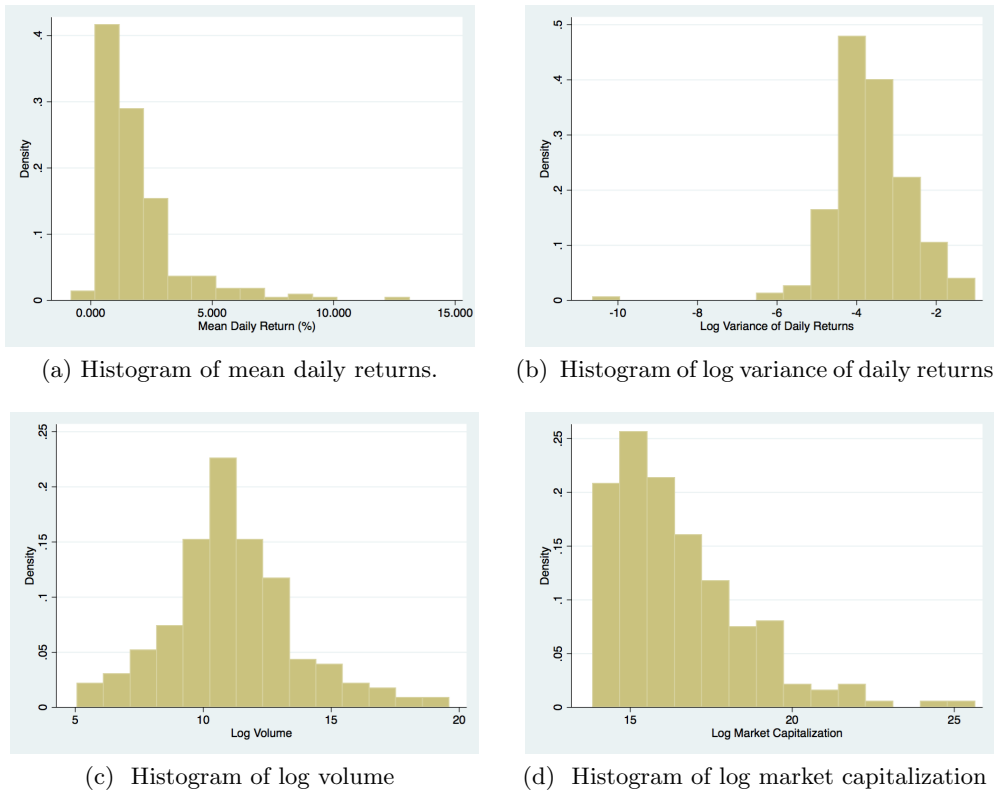 Density
0 .1 .2 .3 .4
0.000 5.000 10.000 15.000
Mean Daily Return (%)
(a) Histogram of mean daily returns.
Density
0 .1 .2 .3 .4 .5
-10 -8 -6 -4 -2
Log Variance of Daily Returns
(b) Histogram of log variance of daily returns
Density
0 .05 .1 .15 .2 .25
5 10 15 20
Log Volume
(c) Histogram of log volume
Density
0 .05 .1 .15 .2 .25
15 20 25
Log Market Capitalization
(d) Histogram of log market capitalization